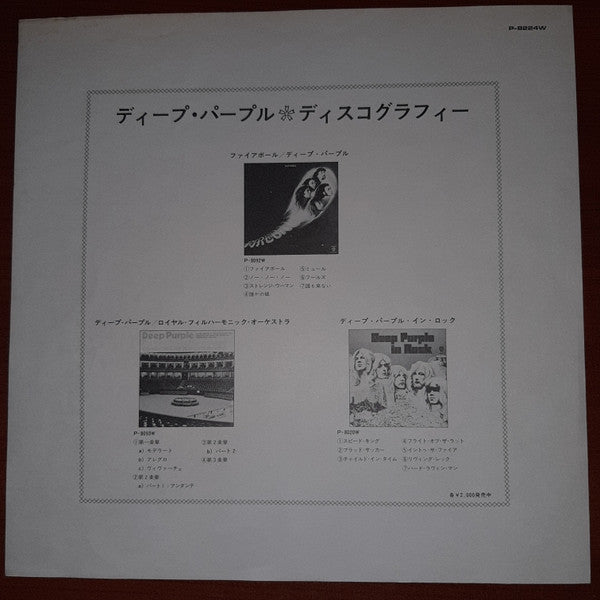 P-8224W
ディープ・パープル❋ディスコグラフィー
ファイアボール／ディープ・パープル
P-8092W
①ファイアボール
②ノー・ノー・ノー
③ストレンジ・ウーマン
④誰かの娘
⑤ミュール
⑥フールズ
⑦誰も来ない
ディープ・パープル／ロイヤル・フィルハーモニック・オーケストラ
Deep Purple
①第一楽章
a) モデラート
b) アレグロ
c) ヴィヴァーチェ
②第2楽章
a) パート1・アンダンテ
②第2楽章
b) パート2
④第3楽章
ディープ・パープル・イン・ロック
Deep Purple
in Rock
P-8020W
①スピード・キング
②ブラッド・サッカー
③チャイルド・イン・タイム
④フライト・オブ・ザ・ラット
⑤イントゥ・ザ・ファイア
⑥リヴィング・レック
⑦ハード・ラヴィン・マン
各￥2,000発売中